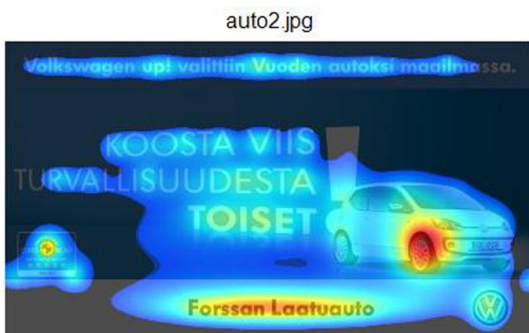 auto2.jpg
Volkswagen up! valittiin Vuoden autoksi maailmassa.
KOOSTA VIIS
TURVALLISUUDESTA
TOISET
Forssan Laatuauto